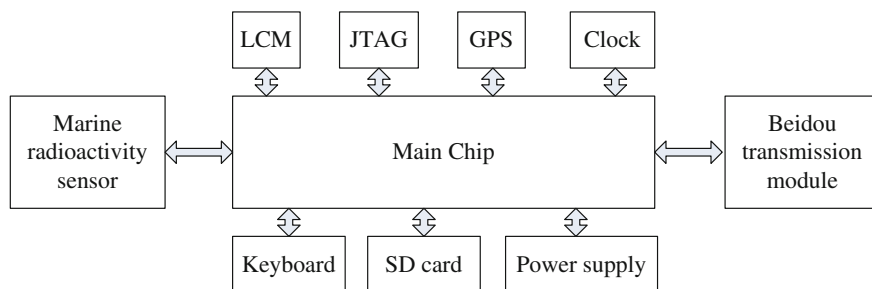 LCM
JTAG
GPS
Clock
Marine
radioactivity
sensor
Main Chip
Beidou
transmission
module
Keyboard
SD card
Power supply